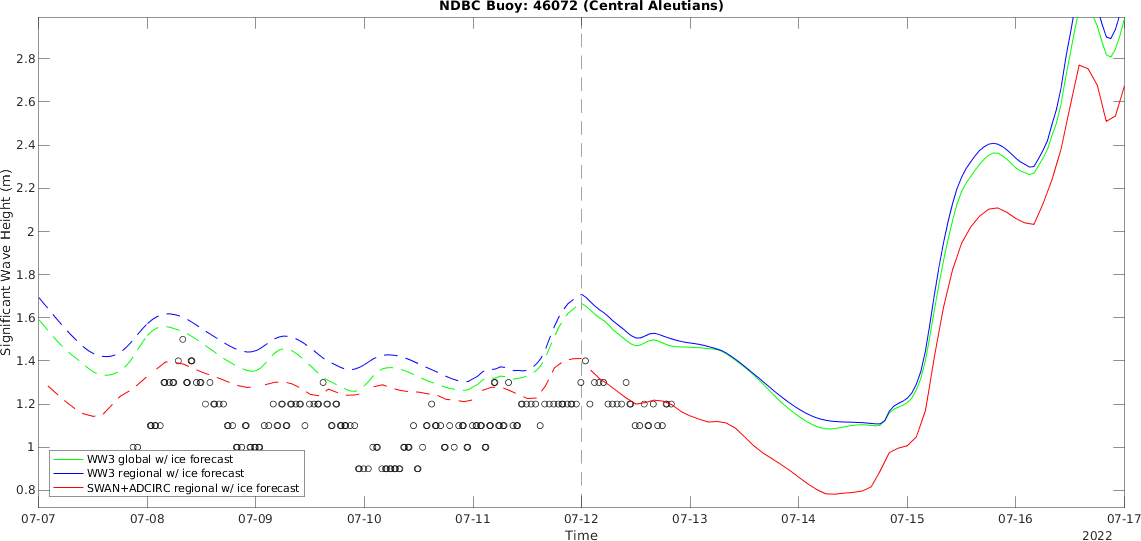 NDBC Buoy: 46072 (Central Aleutians)
Significant Wave Height (m)
2.8
2.6
2.4
2.2
2
1.8
1.6
1.4
1.2
1
0.8
WW3 global w/ ice forecast
WW3 regional w/ ice forecast
SWAN+ADCIRC regional w/ ice forecast
07-07 07-08 07-09 07-10 07-11 07-12 07-13 07-14 07-15 07-16 07-17
Time
2022